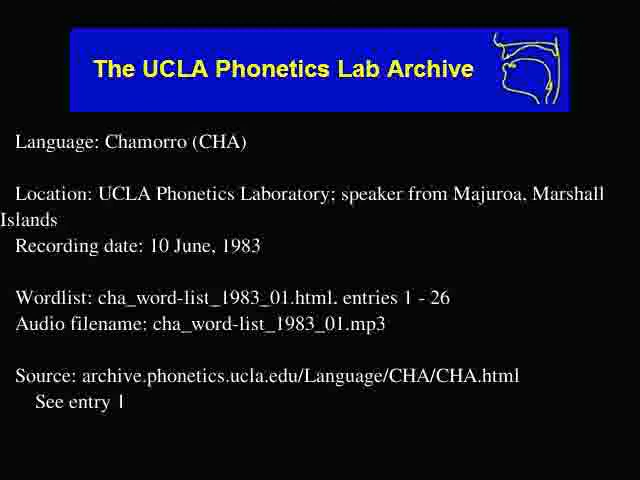 The UCLA Phonetics Lab Archive
Language: Chamorro (CHA)
Location: UCLA Phonetics Laboratory; speaker from Majuroa, Marshall
Islands
Recording date: 10 June, 1983
Wordlist: cha_word-list_1983_01.html. entries 1 - 26
Audio filename: cha_word-list_1983_01.mp3
Source: archive.phonetics.ucla.edu/Language/CHA/CHA.html
See entry 1